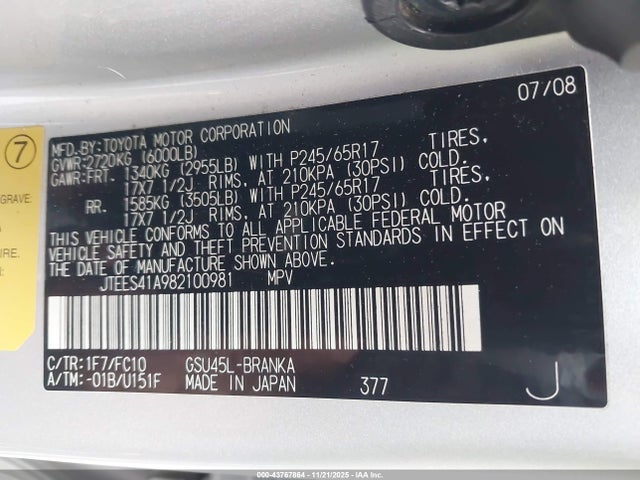 07/08
MFD.BY:TOYOTA MOTOR CORPORATION
GVWR:2720KG (6000LB)
GAWR:FRT. 1340KG (2955LB) WITH P245/65R17 TIRES,
17X7 1/2J RIMS, AT 210KPA (30PSI) COLD.
RR. 1585KG (3505LB) WITH P245/65R17 TIRES,
17X7 1/2J RIMS, AT 210KPA (30PSI) COLD.
THIS VEHICLE CONFORMS TO ALL APPLICABLE FEDERAL MOTOR
VEHICLE SAFETY AND THEFT PREVENTION STANDARDS IN EFFECT ON
THE DATE OF MANUFACTURE SHOWN ABOVE.
JTEES41A982100981 MPV
C/TR:1F7/FC10 GSU45L-BRANKA
A/TM:-01B/U151F MADE IN JAPAN 377 J
7
GRAVE:
TIRE.
000-43767864 - 11/21/2025 - IAA Inc.